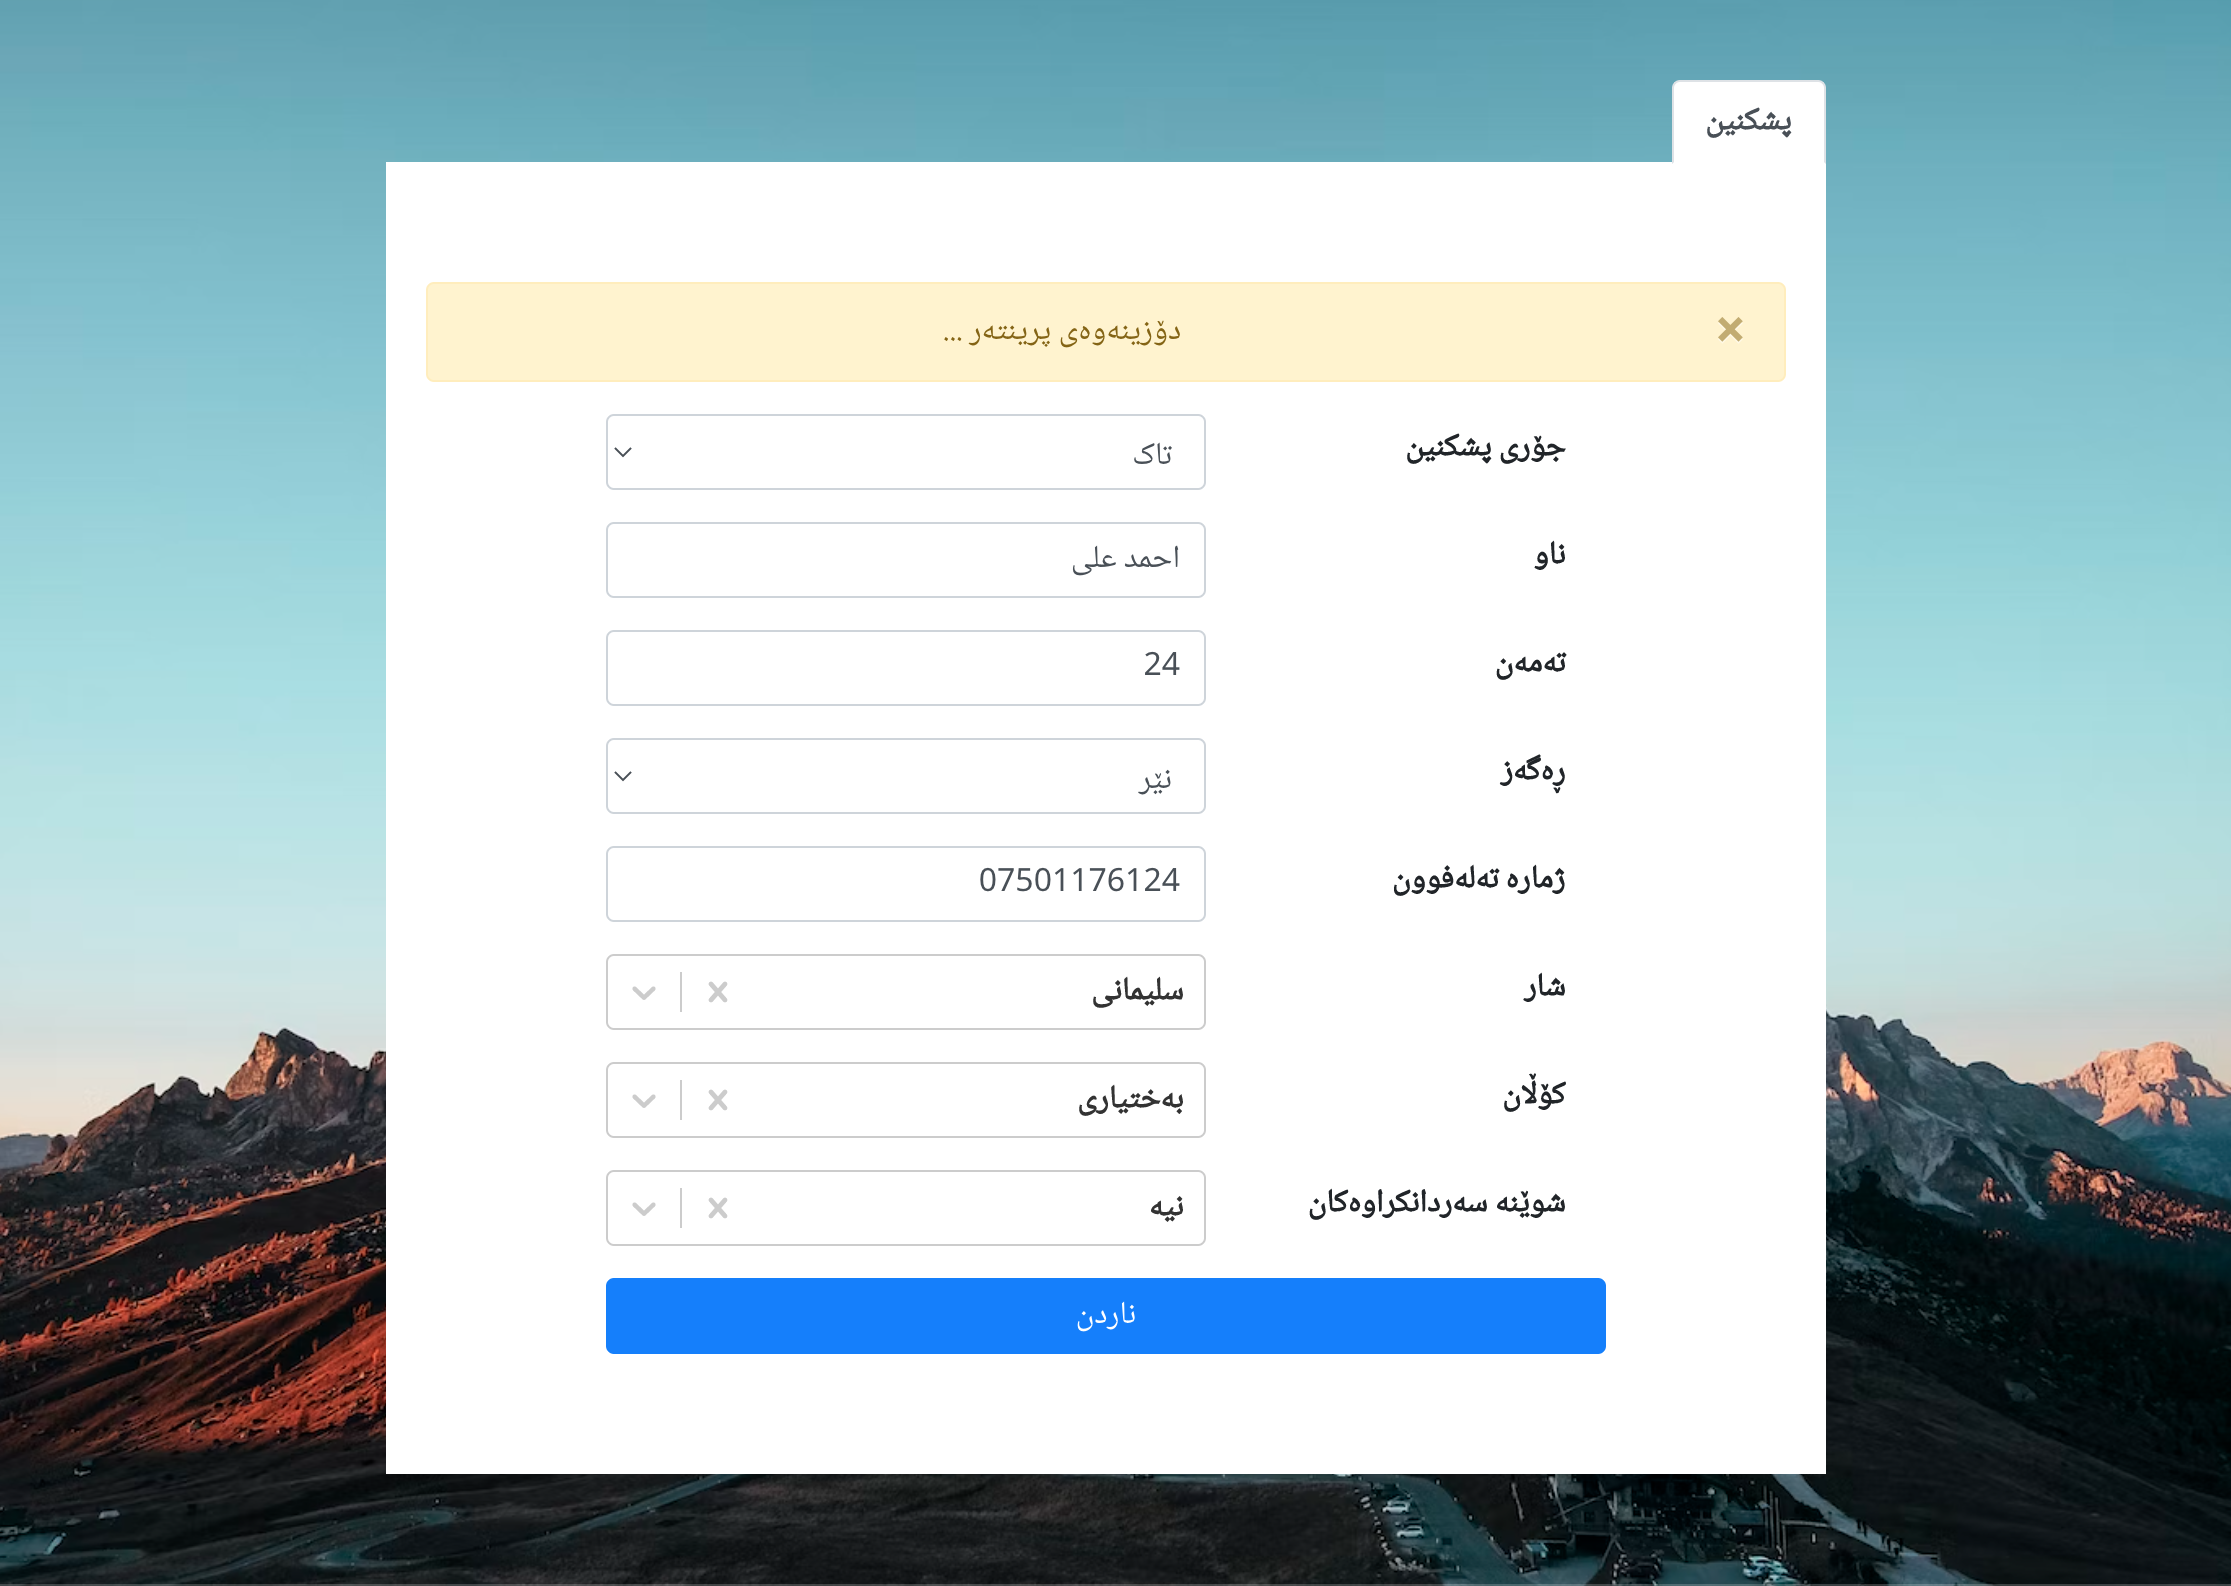 پشکنین
دۆزینەوەی پرینتەر ...
جۆری پشکنین
تاک
ناو
احمد علی
تەمەن
24
ڕەگەز
نێر
ژمارە تەلەفوون
07501176124
شار
سلیمانی
کۆڵان
بەختیاری
شوێنە سەردانکراوەکان
نیە
ناردن